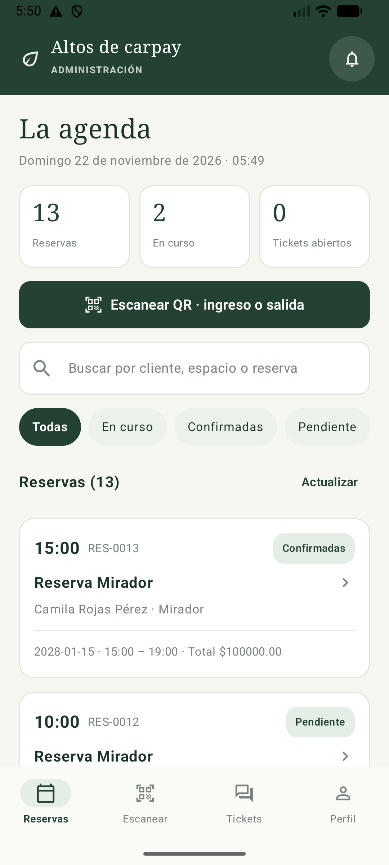 5:50
Altos de carpay
ADMINISTRACIÓN
La agenda
Domingo 22 de noviembre de 2026 · 05:49
13
Reservas
2
En curso
0
Tickets abiertos
Escanear QR · ingreso o salida
Buscar por cliente, espacio o reserva
Todas
En curso
Confirmadas
Pendiente
Reservas (13)
Actualizar
15:00 RES-0013
Confirmadas
Reserva Mirador
Camila Rojas Pérez · Mirador
2028-01-15 · 15:00 – 19:00 · Total $100000.00
10:00 RES-0012
Pendiente
Reserva Mirador
Reservas
Escanear
Tickets
Perfil